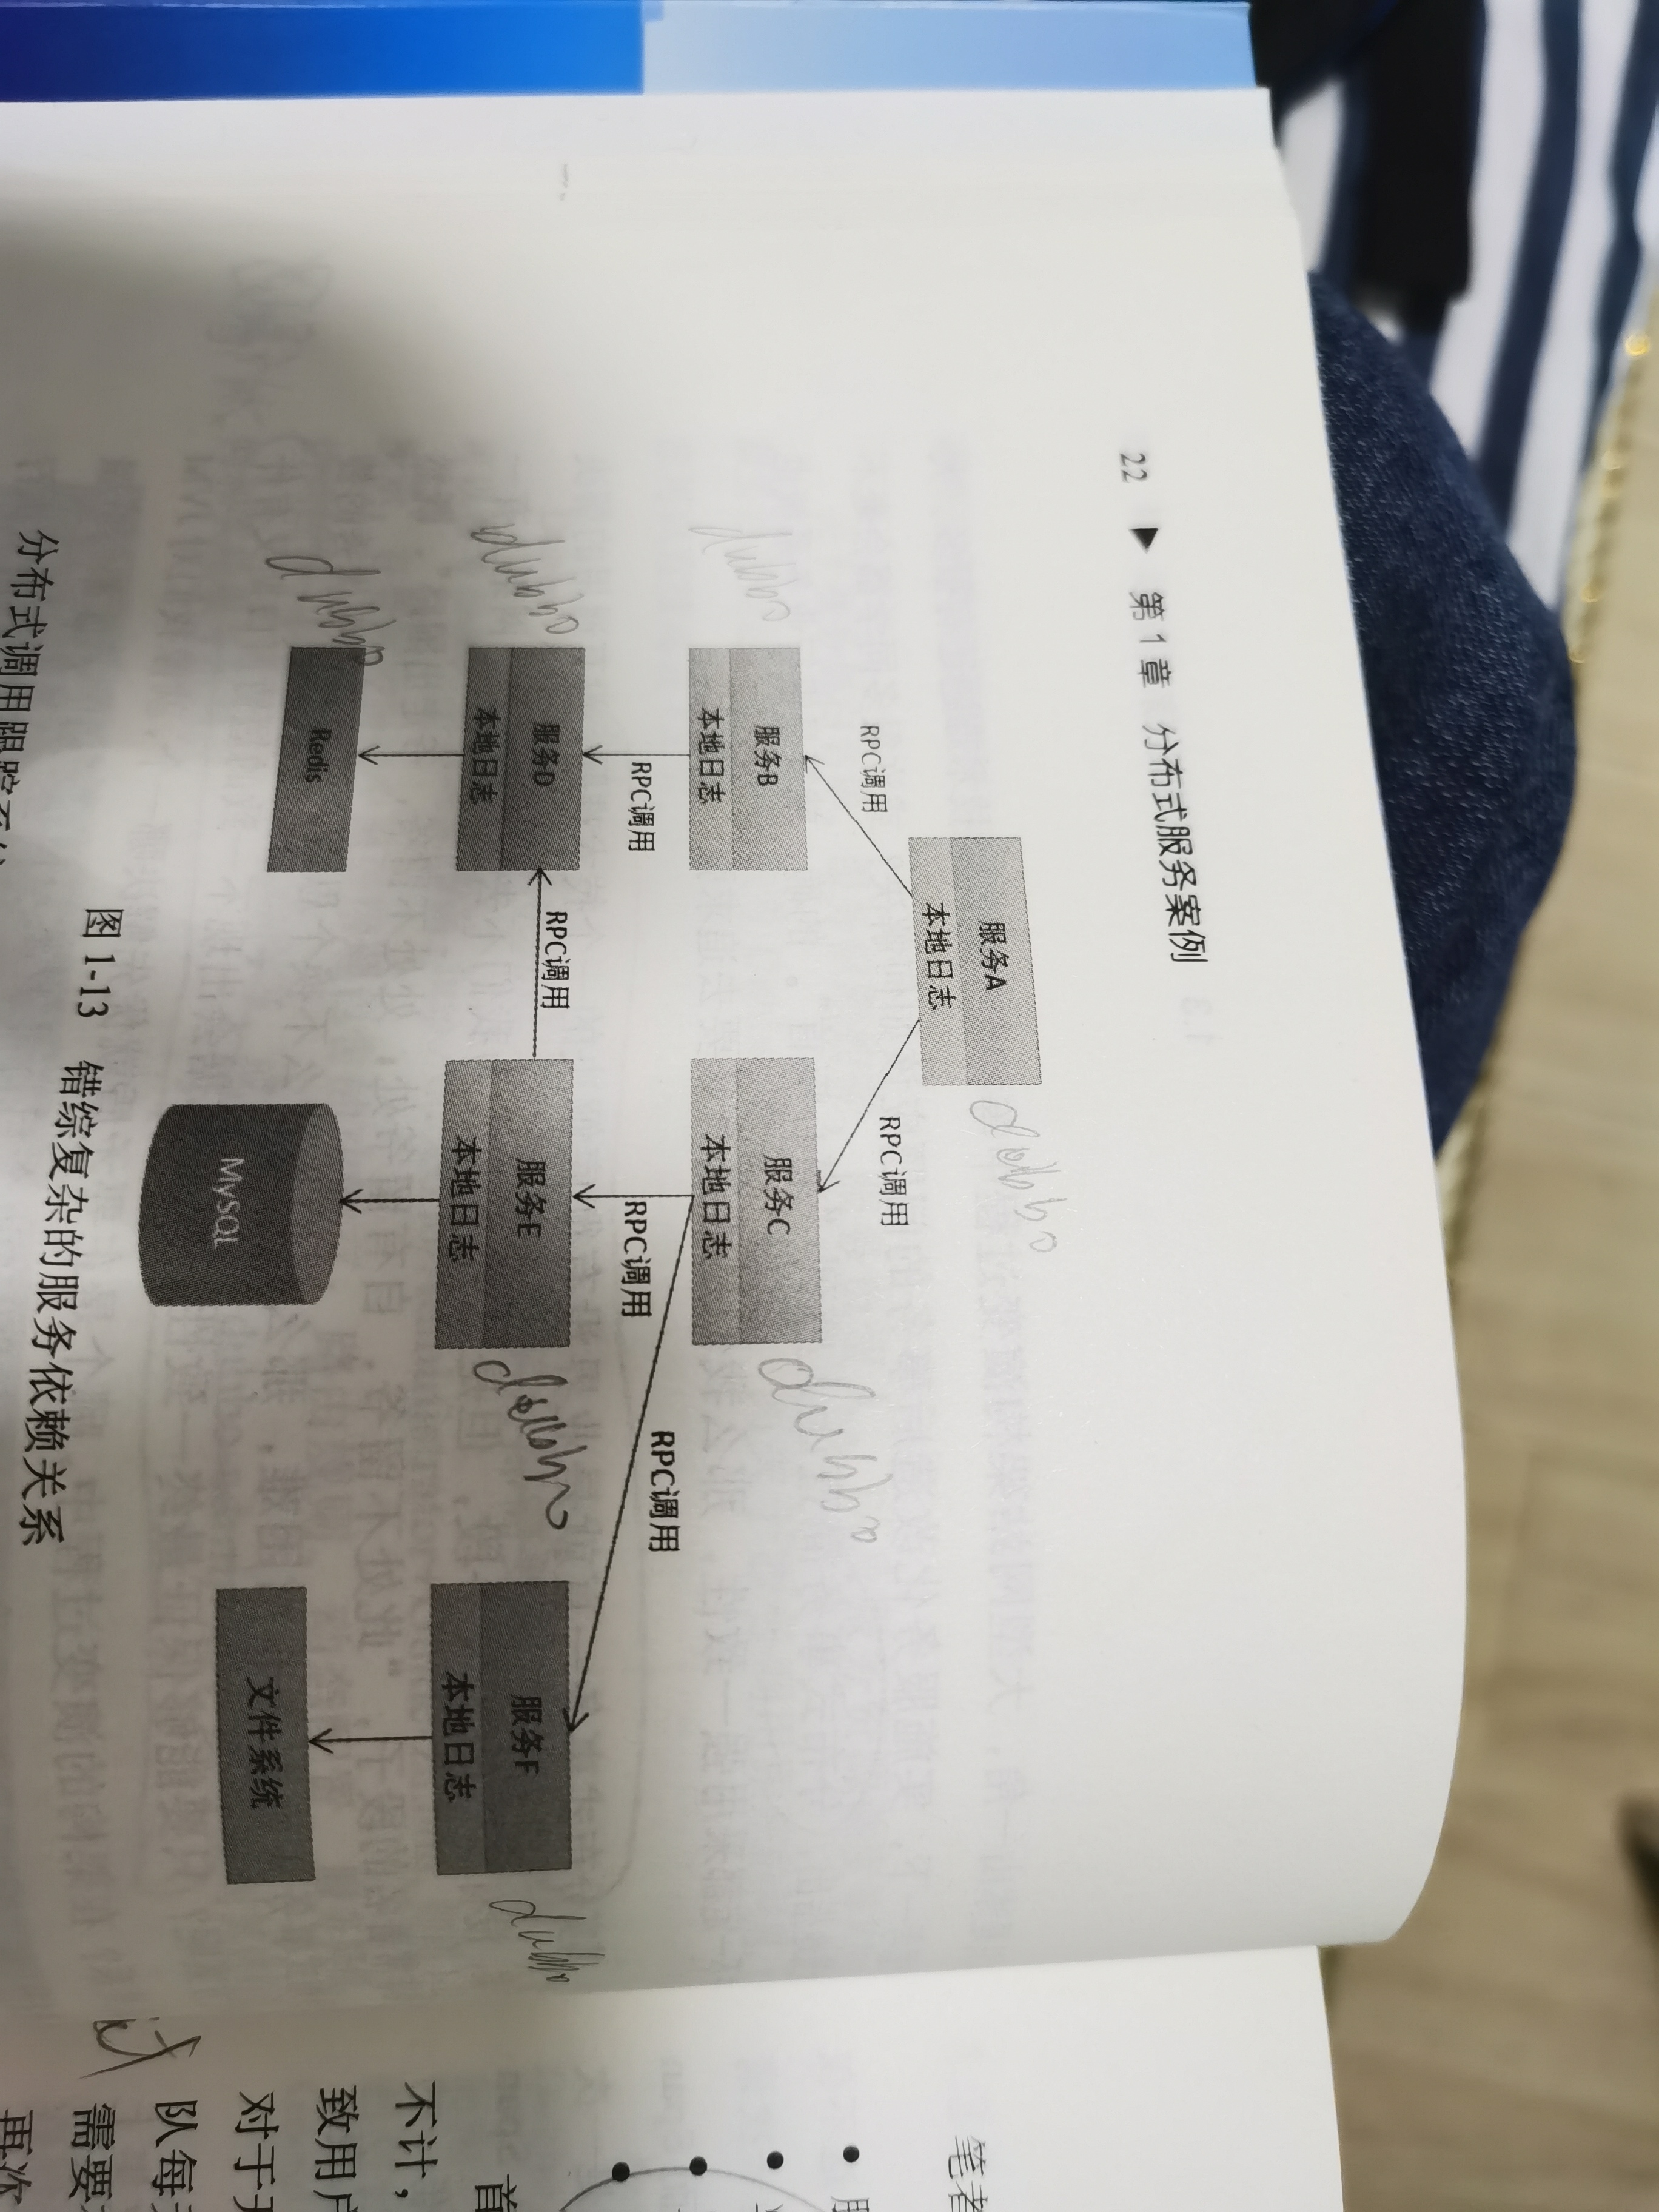 22 ▶ 第1章 分布式服务案例
服务A
dubbo
本地日志
RPC调用
RPC调用
服务B
dubbo
本地日志
服务C
dubbo
本地日志
RPC调用
RPC调用
RPC调用
服务D
dubbo
本地日志
RPC调用
服务E
dubbo
本地日志
服务F
dubbo
本地日志
Redis
dubbo
MySQL
文件系统
图 1-13 错综复杂的服务依赖关系
分布式调用跟踪系统
笔者
首
不计，
致用户
对于开
队每天
需要
再次